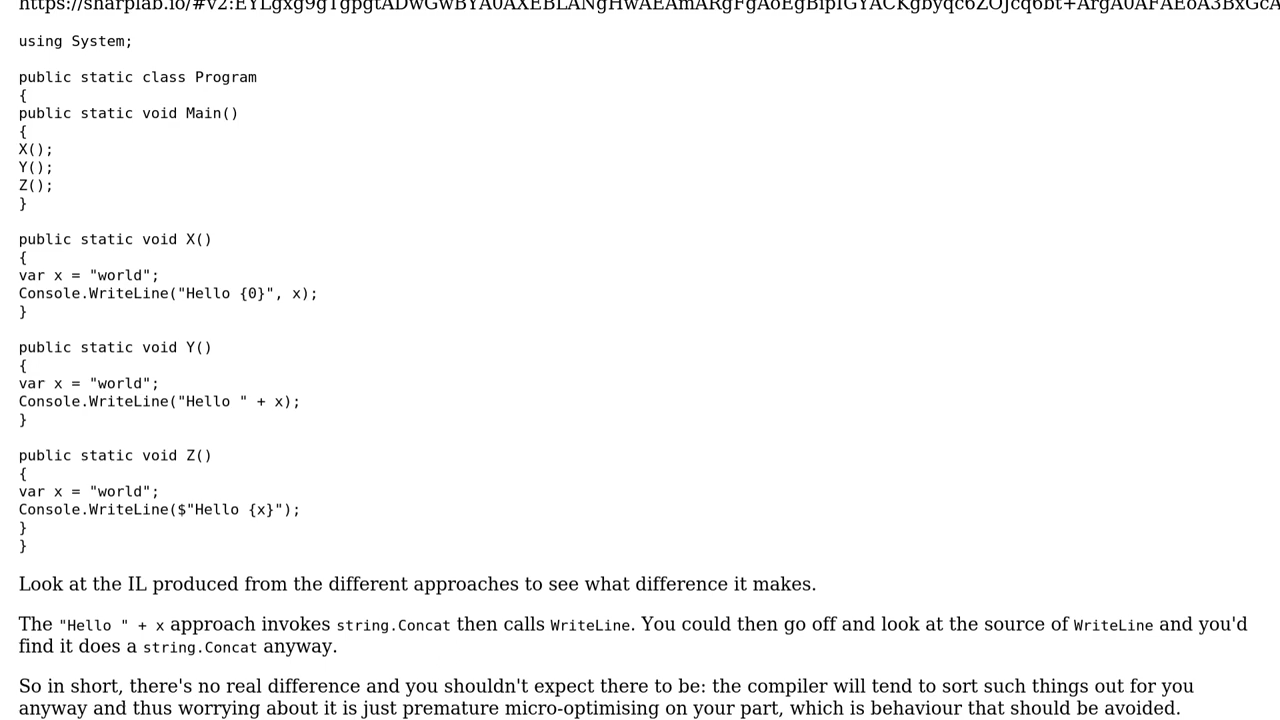 using System;
public static class Program
{
public static void Main()
{
X();
Y();
Z();
}
public static void X()
{
var x = "world";
Console.WriteLine("Hello {0}", x);
}
public static void Y()
{
var x = "world";
Console.WriteLine("Hello " + x);
}
public static void Z()
{
var x = "world";
Console.WriteLine($"Hello {x}");
}
}
Look at the IL produced from the different approaches to see what difference it makes.
The "Hello " + x approach invokes string.Concat then calls WriteLine. You could then go off and look at the source of WriteLine and you'd
find it does a string.Concat anyway.
So in short, there's no real difference and you shouldn't expect there to be: the compiler will tend to sort such things out for you
anyway and thus worrying about it is just premature micro-optimising on your part, which is behaviour that should be avoided.